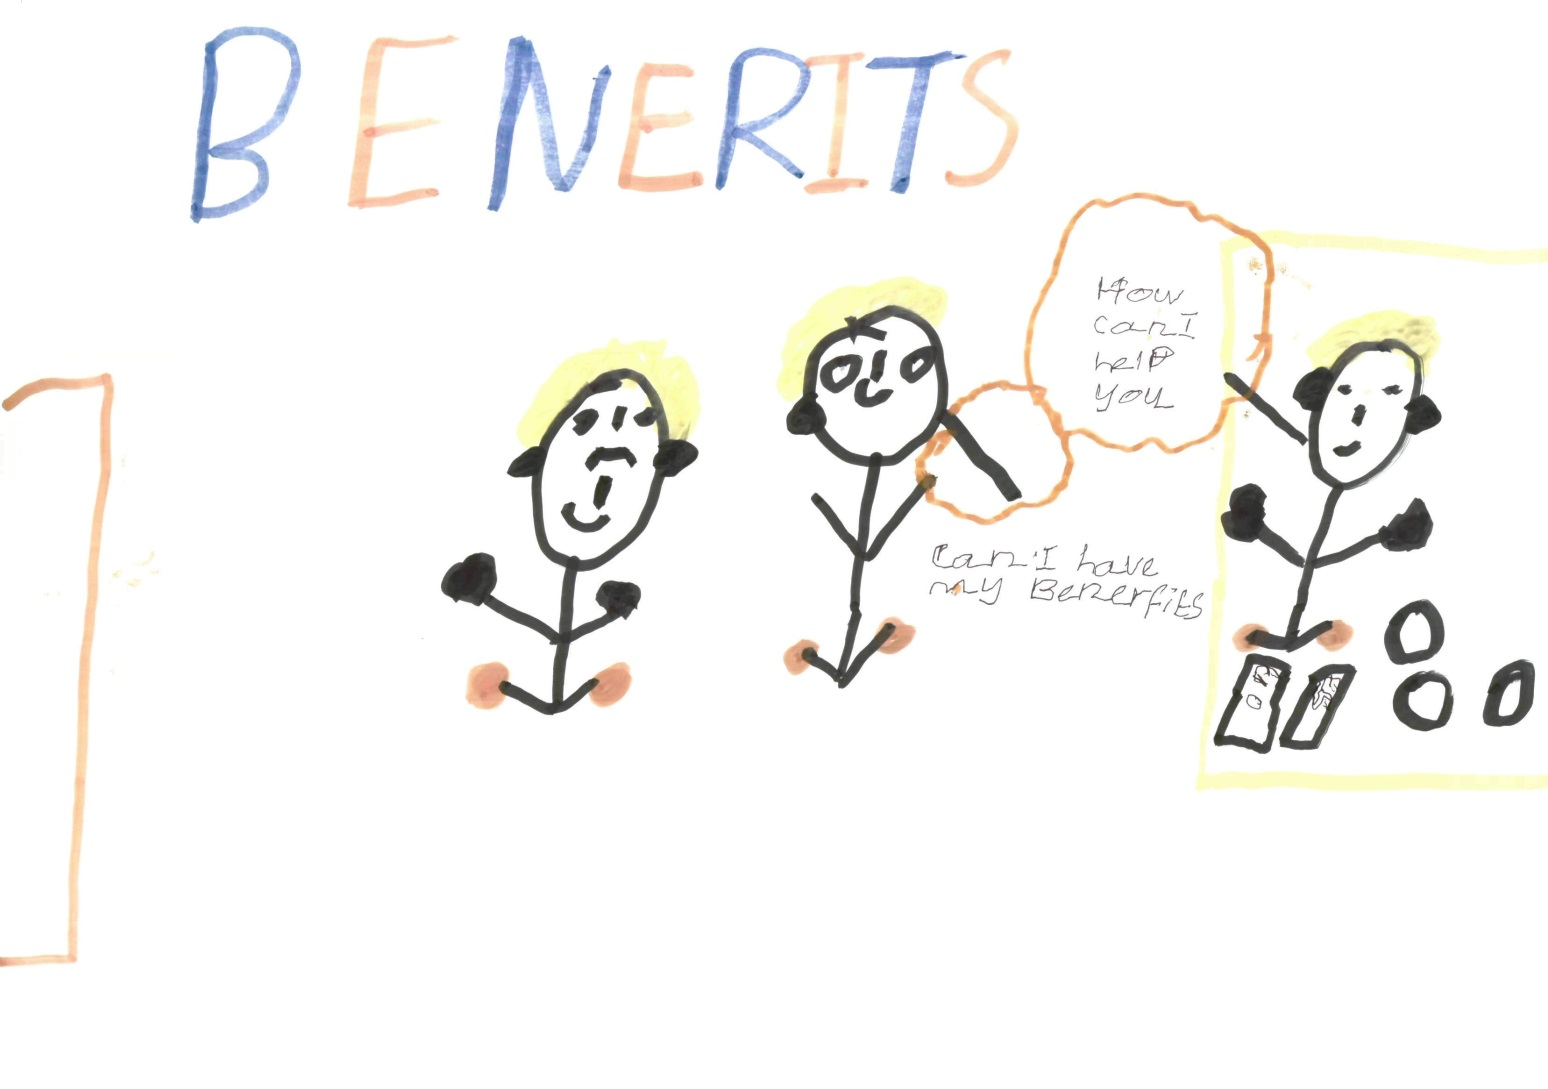 BENERITS
How
can I
help
you
Can I have
my Benerfits